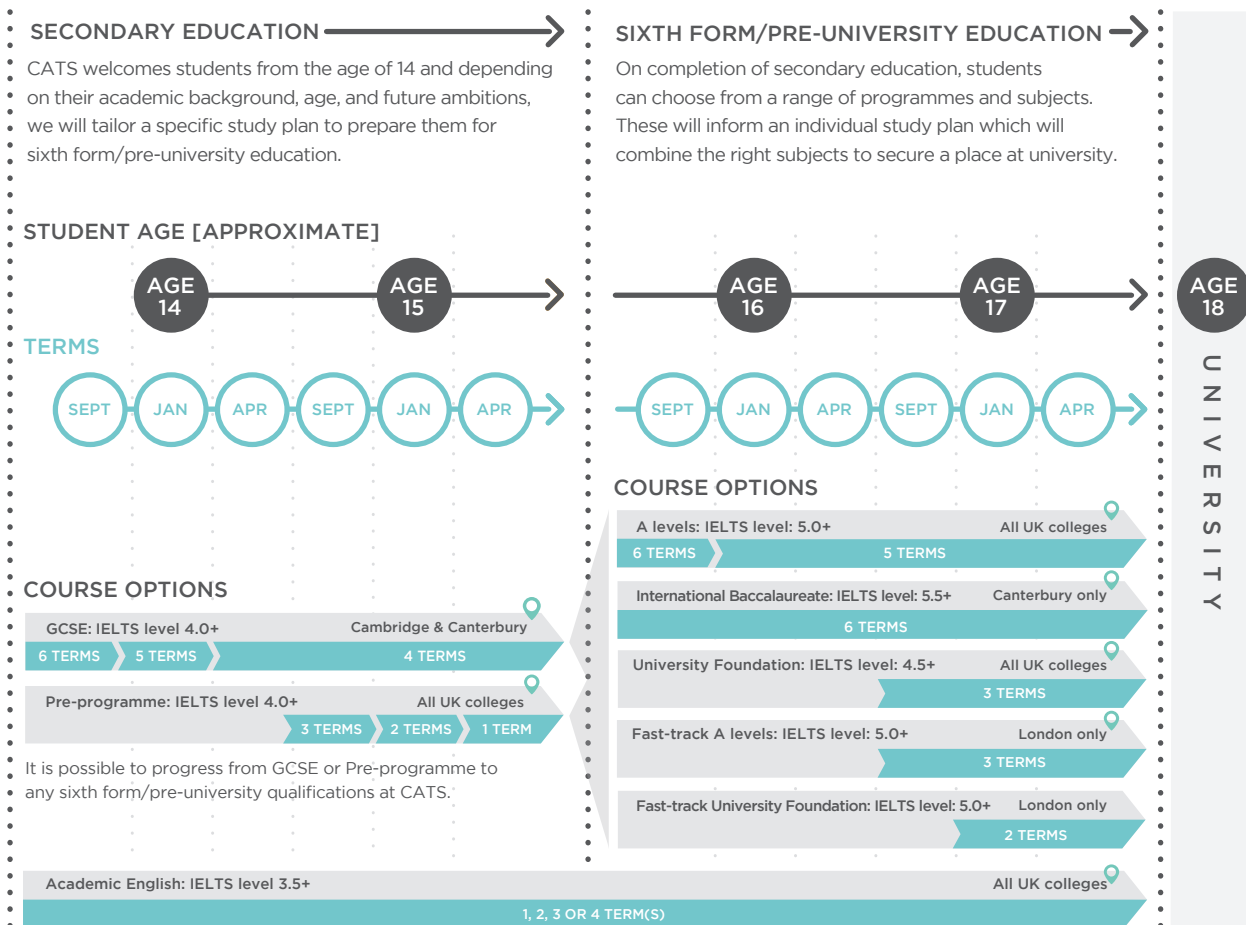 SECONDARY EDUCATION
CATS welcomes students from the age of 14 and depending
on their academic background, age, and future ambitions,
we will tailor a specific study plan to prepare them for
sixth form/pre-university education.
SIXTH FORM/PRE-UNIVERSITY EDUCATION
On completion of secondary education, students
can choose from a range of programmes and subjects.
These will inform an individual study plan which will
combine the right subjects to secure a place at university.
STUDENT AGE [APPROXIMATE]
AGE
14
AGE
15
AGE
16
AGE
17
AGE
18
UNIVERSITY
TERMS
SEPT
JAN
APR
SEPT
JAN
APR
SEPT
JAN
APR
SEPT
JAN
APR
COURSE OPTIONS
GCSE: IELTS level 4.0+
Cambridge & Canterbury
6 TERMS
5 TERMS
4 TERMS
Pre-programme: IELTS level 4.0+
All UK colleges
3 TERMS
2 TERMS
1 TERM
It is possible to progress from GCSE or Pre-programme to
any sixth form/pre-university qualifications at CATS.
COURSE OPTIONS
A levels: IELTS level: 5.0+
All UK colleges
6 TERMS
5 TERMS
International Baccalaureate: IELTS level: 5.5+
Canterbury only
6 TERMS
University Foundation: IELTS level: 4.5+
All UK colleges
3 TERMS
Fast-track A levels: IELTS level: 5.0+
London only
3 TERMS
Fast-track University Foundation: IELTS level: 5.0+
London only
2 TERMS
Academic English: IELTS level 3.5+
All UK colleges
1, 2, 3 OR 4 TERM(S)